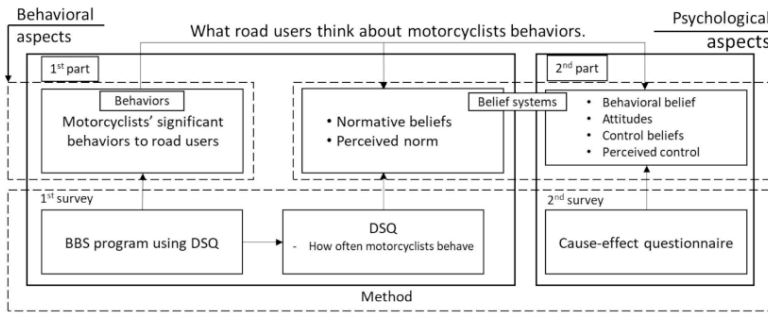 Behavioral
aspects
What road users think about motorcyclists behaviors.
Psychological
aspects
1st part
2nd part
Behaviors
Motorcyclists’ significant
behaviors to road users
• Normative beliefs
• Perceived norm
Belief systems
• Behavioral belief
• Attitudes
• Control beliefs
• Perceived control
1st survey
2nd survey
BBS program using DSQ
DSQ
- How often motorcyclists behave
Cause-effect questionnaire
Method